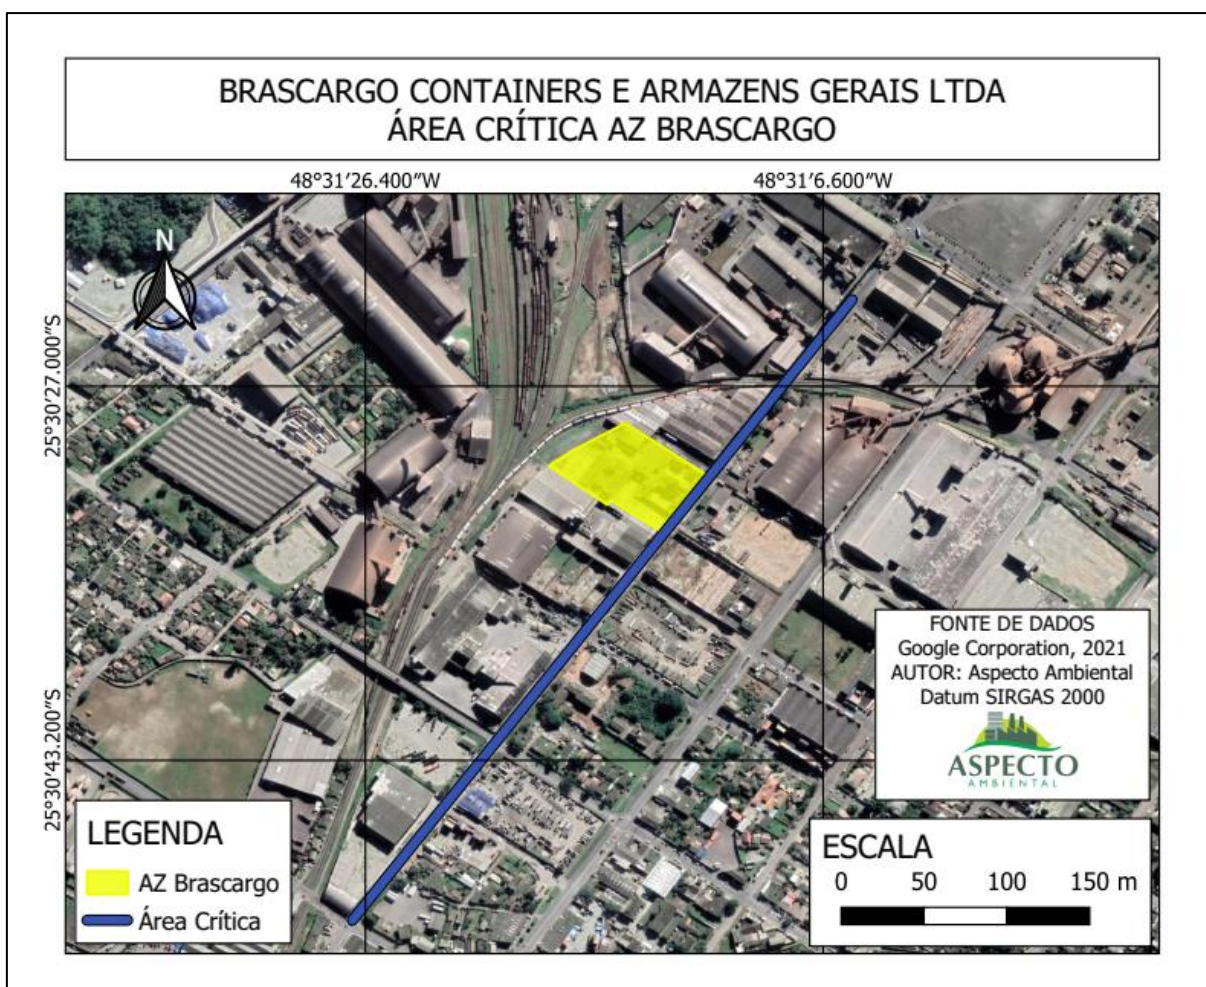 BRASCARGO CONTAINERS E ARMAZENS GERAIS LTDA
ÁREA CRÍTICA AZ BRASCARGO
48°31′26.400″W
48°31′6.600″W
N
25°30′27.000″S
25°30′43.200″S
FONTE DE DADOS
Google Corporation, 2021
AUTOR: Aspecto Ambiental
Datum SIRGAS 2000
ASPECTO
AMBIENTAL
LEGENDA
AZ Brascargo
Área Crítica
ESCALA
0 50 100 150 m